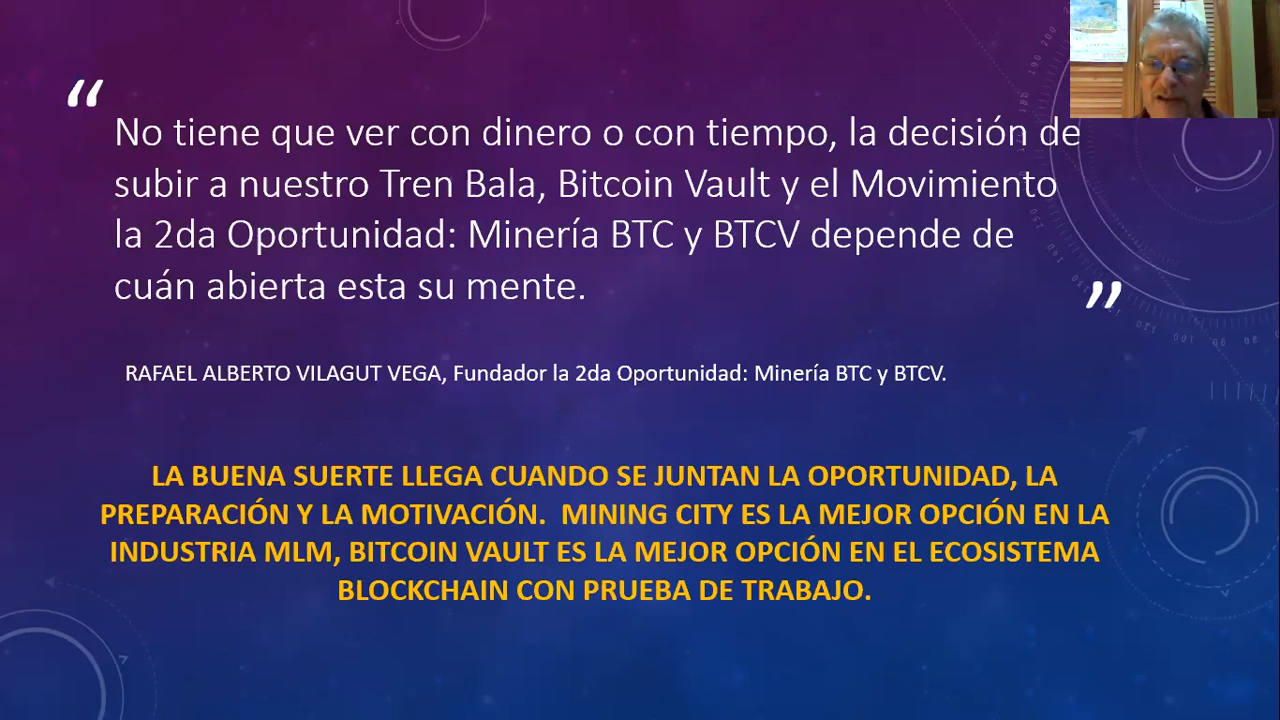 “
No tiene que ver con dinero o con tiempo, la decisión de
subir a nuestro Tren Bala, Bitcoin Vault y el Movimiento
la 2da Oportunidad: Minería BTC y BTCV depende de
cuán abierta esta su mente.
”
RAFAEL ALBERTO VILAGUT VEGA, Fundador la 2da Oportunidad: Minería BTC y BTCV.
LA BUENA SUERTE LLEGA CUANDO SE JUNTAN LA OPORTUNIDAD, LA
PREPARACIÓN Y LA MOTIVACIÓN.  MINING CITY ES LA MEJOR OPCIÓN EN LA
INDUSTRIA MLM, BITCOIN VAULT ES LA MEJOR OPCIÓN EN EL ECOSISTEMA
BLOCKCHAIN CON PRUEBA DE TRABAJO.